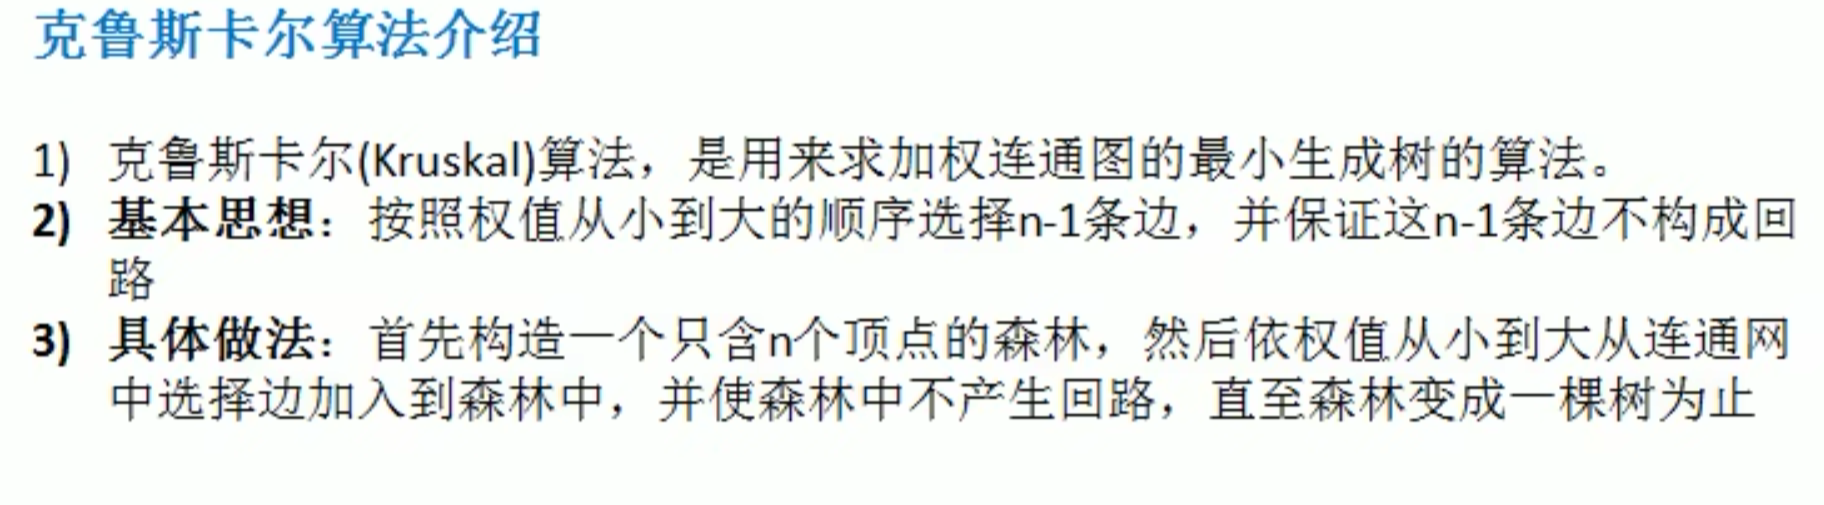 克鲁斯卡尔算法介绍
1) 克鲁斯卡尔(Kruskal)算法，是用来求加权连通图的最小生成树的算法。
2) 基本思想：按照权值从小到大的顺序选择n-1条边，并保证这n-1条边不构成回
路
3) 具体做法：首先构造一个只含n个顶点的森林，然后依权值从小到大从连通网
中选择边加入到森林中，并使森林中不产生回路，直至森林变成一棵树为止